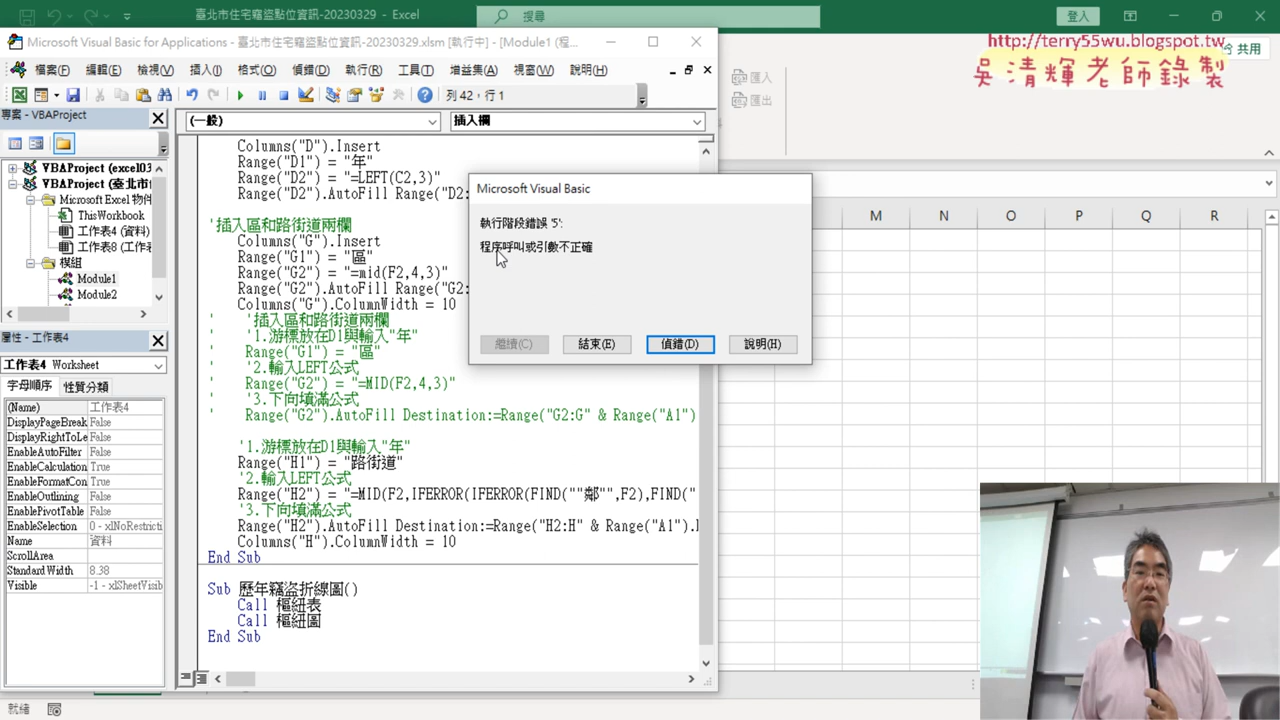 臺北市住宅竊盜點位資訊-20230329 - Excel
搜尋
登入
http://terry55wu.blogspot.tw
吳清輝老師錄製
共用
Microsoft Visual Basic for Applications - 臺北市住宅竊盜點位資訊-20230329.xlsm [執行中] - [Module1 (程
檔案(F) 編輯(E) 檢視(V) 插入(I) 格式(O) 偵錯(D) 執行(R) 工具(T) 增益集(A) 視窗(W) 說明(H)
列 42，行 1
匯入
匯出
專案 - VBAProject
VBAProject (excel03
VBAProject (臺北市
Microsoft Excel 物件
ThisWorkbook
工作表4 (資料)
工作表8 (工作
模組
Module1
Module2
屬性 - 工作表4
工作表4 Worksheet
字母順序 性質分類
(Name) 工作表4
DisplayPageBreak False
DisplayRightToLe False
EnableAutoFilter False
EnableCalculation True
EnableFormatCon True
EnableOutlining False
EnablePivotTable False
EnableSelection 0 - xlNoRestricti
Name 資料
ScrollArea
Standard Width 8.38
Visible -1 - xlSheetVisib
(一般) 插入欄
Columns("D").Insert
Range("D1") = "年"
Range("D2") = "=LEFT(C2,3)"
Range("D2").AutoFill Range("D2:
'插入區和路街道兩欄
Columns("G").Insert
Range("G1") = "區"
Range("G2") = "=mid(F2,4,3)"
Range("G2").AutoFill Range("G2:
Columns("G").ColumnWidth = 10
' '插入區和路街道兩欄
' '1.游標放在D1與輸入"年"
' Range("G1") = "區"
' '2.輸入LEFT公式
' Range("G2") = "=MID(F2,4,3)"
' '3.下向填滿公式
' Range("G2").AutoFill Destination:=Range("G2:G" & Range("A1")
'1.游標放在D1與輸入"年"
Range("H1") = "路街道"
'2.輸入LEFT公式
Range("H2") = "=MID(F2,IFERROR(IFERROR(FIND(""鄰"",F2),FIND("
'3.下向填滿公式
Range("H2").AutoFill Destination:=Range("H2:H" & Range("A1").
Columns("H").ColumnWidth = 10
End Sub
Sub 歷年竊盜折線圖()
Call 樞紐表
Call 樞紐圖
End Sub
Microsoft Visual Basic
執行階段錯誤 '5':
程序呼叫或引數不正確
繼續(C) 結束(E) 偵錯(D) 說明(H)
M N O P Q R
就緒